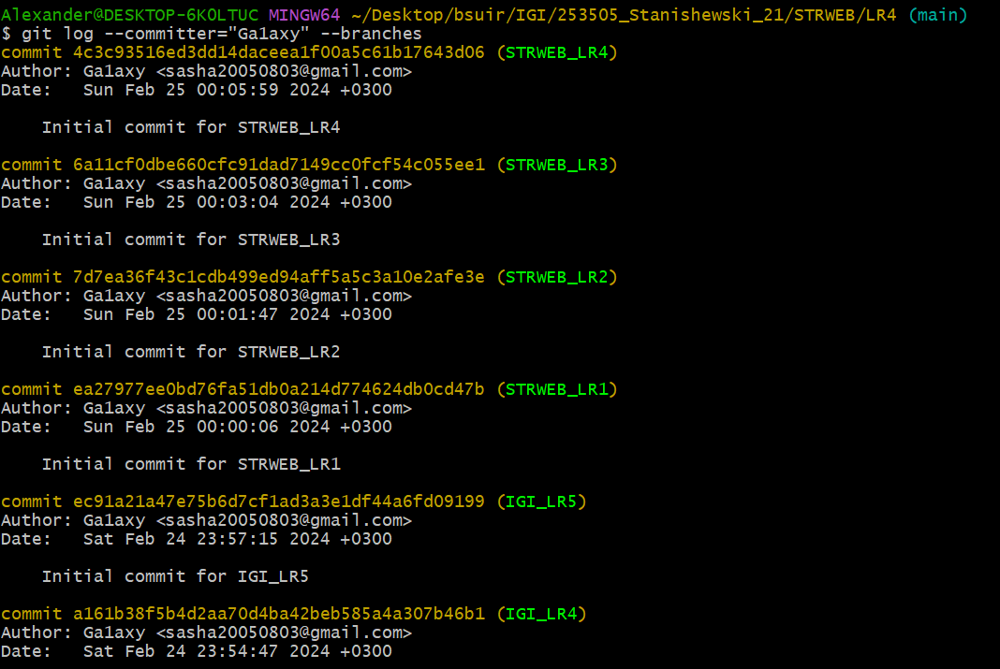 Alexander@DESKTOP-6KOLTUC MINGW64 ~/Desktop/bsuir/IGI/253505_Stanishewski_21/STRWEB/LR4 (main)
$ git log --committer="Ga1axy" --branches
commit 4c3c93516ed3dd14daceea1f00a5c61b17643d06 (STRWEB_LR4)
Author: Ga1axy <sasha20050803@gmail.com>
Date:   Sun Feb 25 00:05:59 2024 +0300

    Initial commit for STRWEB_LR4

commit 6a11cf0dbe660cfc91dad7149cc0fcf54c055ee1 (STRWEB_LR3)
Author: Ga1axy <sasha20050803@gmail.com>
Date:   Sun Feb 25 00:03:04 2024 +0300

    Initial commit for STRWEB_LR3

commit 7d7ea36f43c1cdb499ed94aff5a5c3a10e2afe3e (STRWEB_LR2)
Author: Ga1axy <sasha20050803@gmail.com>
Date:   Sun Feb 25 00:01:47 2024 +0300

    Initial commit for STRWEB_LR2

commit ea27977ee0bd76fa51db0a214d774624db0cd47b (STRWEB_LR1)
Author: Ga1axy <sasha20050803@gmail.com>
Date:   Sun Feb 25 00:00:06 2024 +0300

    Initial commit for STRWEB_LR1

commit ec91a21a47e75b6d7cf1ad3a3e1df44a6fd09199 (IGI_LR5)
Author: Ga1axy <sasha20050803@gmail.com>
Date:   Sat Feb 24 23:57:15 2024 +0300

    Initial commit for IGI_LR5

commit a161b38f5b4d2aa70d4ba42beb585a4a307b46b1 (IGI_LR4)
Author: Ga1axy <sasha20050803@gmail.com>
Date:   Sat Feb 24 23:54:47 2024 +0300